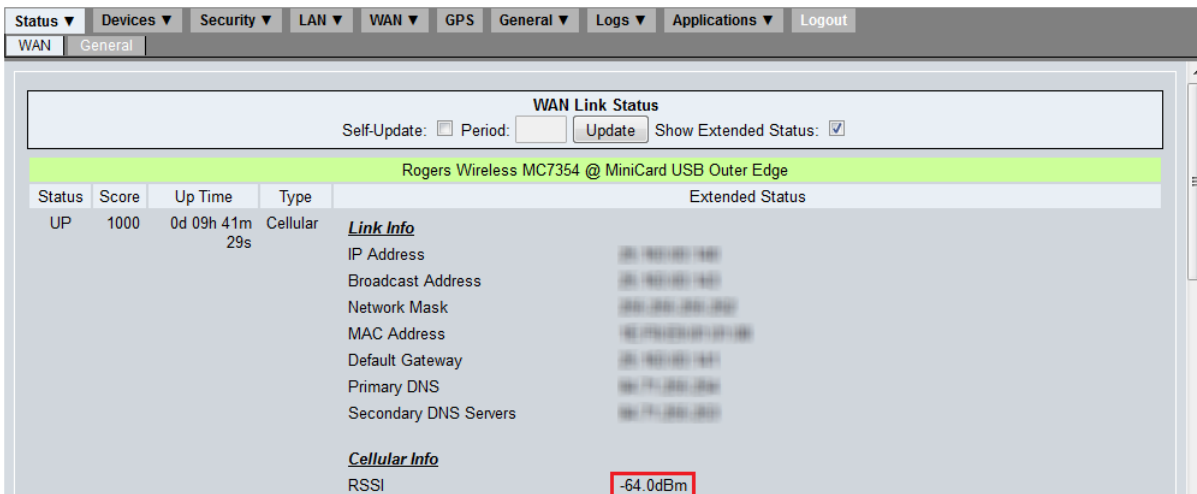 Status ▼ Devices ▼ Security ▼ LAN ▼ WAN ▼ GPS General ▼ Logs ▼ Applications ▼ Logout
WAN General
WAN Link Status
Self-Update: Period: Update Show Extended Status:
Rogers Wireless MC7354 @ MiniCard USB Outer Edge
Status Score Up Time Type Extended Status
UP 1000 0d 09h 41m Cellular Link Info
29s
IP Address
Broadcast Address
Network Mask
MAC Address
Default Gateway
Primary DNS
Secondary DNS Servers
Cellular Info
RSSI -64.0dBm